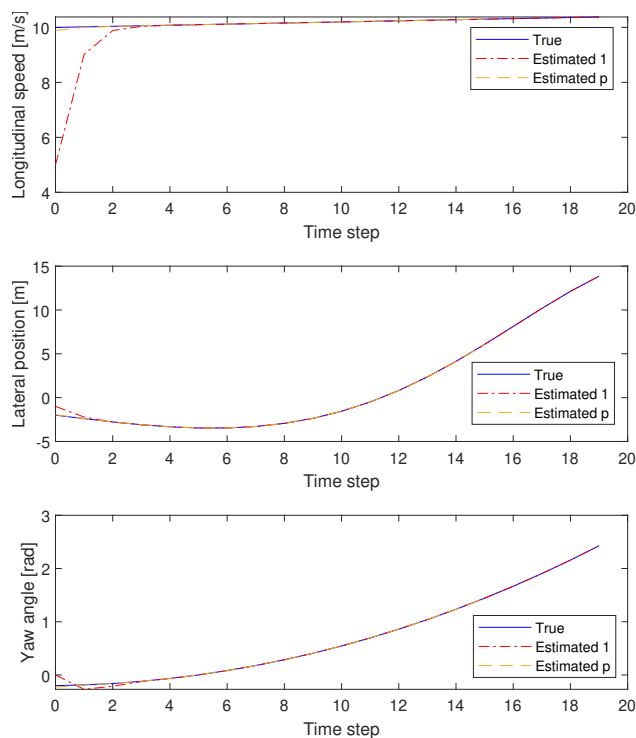 Longitudinal speed [m/s]
10
8
6
4
True
Estimated 1
Estimated p
0 2 4 6 8 10 12 14 16 18 20
Time step
Lateral position [m]
15
10
5
0
-5
True
Estimated 1
Estimated p
0 2 4 6 8 10 12 14 16 18 20
Time step
Yaw angle [rad]
3
2
1
0
True
Estimated 1
Estimated p
0 2 4 6 8 10 12 14 16 18 20
Time step